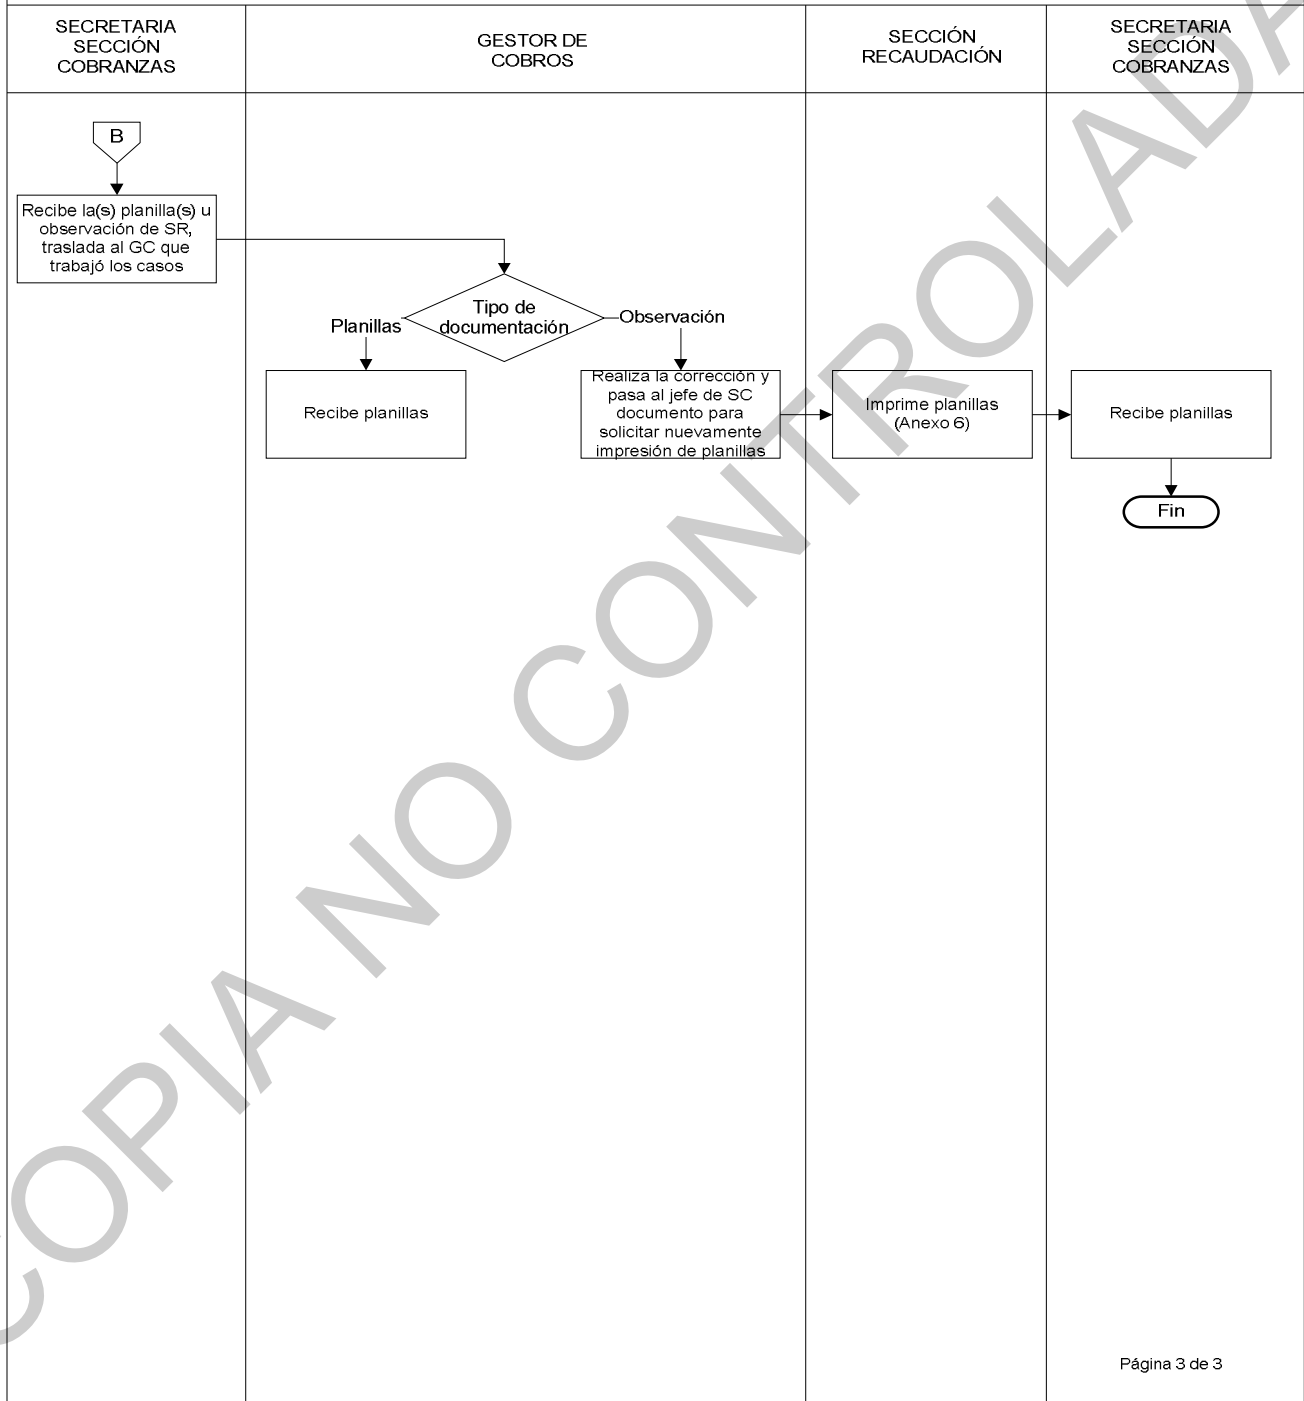 SECRETARIA
SECCIÓN
COBRANZAS
GESTOR DE
COBROS
SECCIÓN
RECAUDACIÓN
SECRETARIA
SECCIÓN
COBRANZAS
B
Recibe la(s) planilla(s) u
observación de SR,
traslada al GC que
trabajó los casos
Tipo de
documentación
Planillas
Observación
Recibe planillas
Realiza la corrección y
pasa al jefe de SC
documento para
solicitar nuevamente
impresión de planillas
Imprime planillas
(Anexo 6)
Recibe planillas
Fin
COPIA NO CONTROLADA
Página 3 de 3